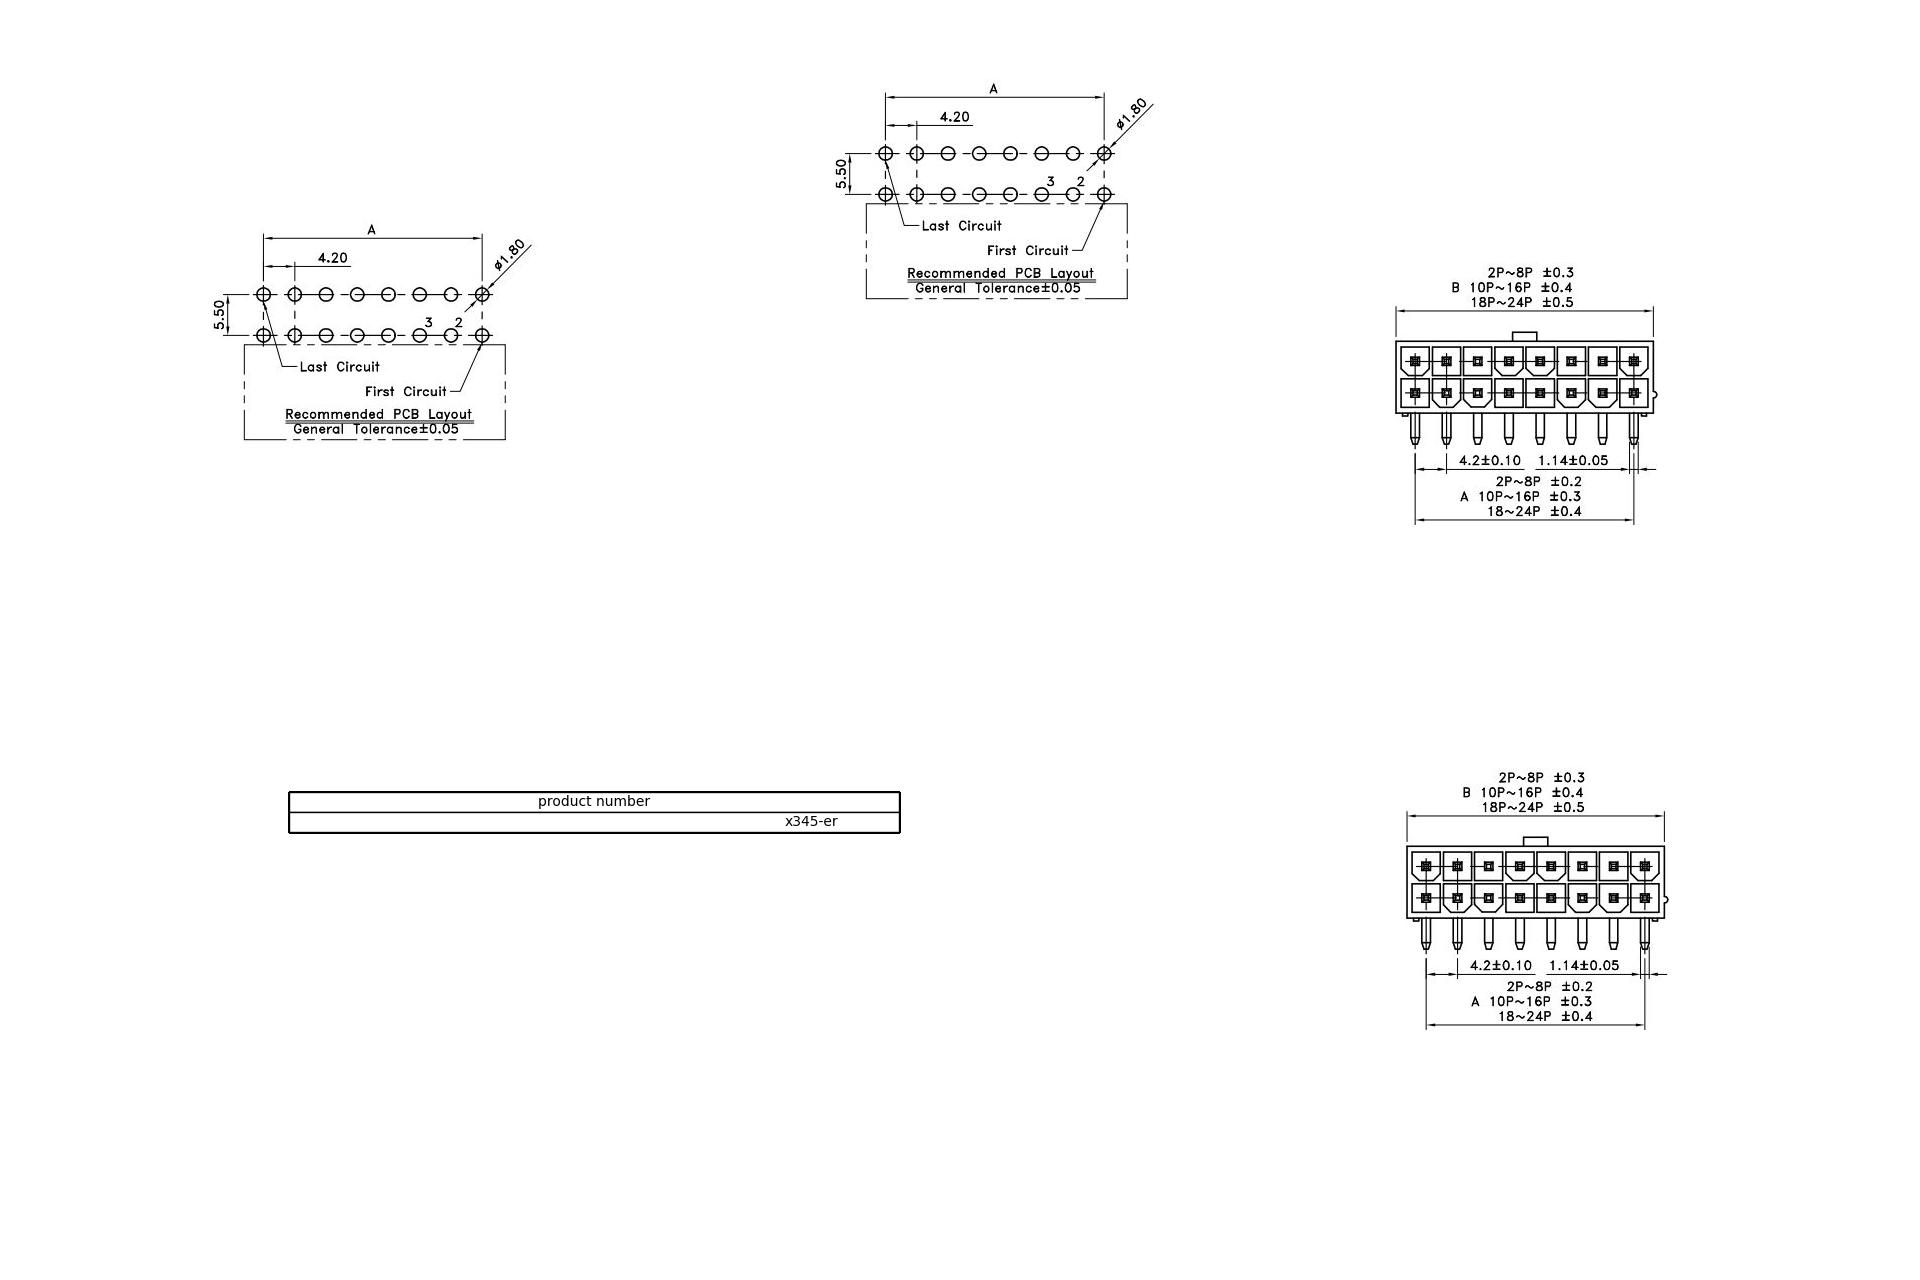 A
4.20
ø1.80
5.50
3 2
Last Circuit
First Circuit
Recommended PCB Layout
General Tolerance±0.05
A
4.20
ø1.80
5.50
3 2
Last Circuit
First Circuit
Recommended PCB Layout
General Tolerance±0.05
2P~8P ±0.3
B 10P~16P ±0.4
18P~24P ±0.5
4.2±0.10 1.14±0.05
2P~8P ±0.2
A 10P~16P ±0.3
18~24P ±0.4
product number
x345-er
2P~8P ±0.3
B 10P~16P ±0.4
18P~24P ±0.5
4.2±0.10 1.14±0.05
2P~8P ±0.2
A 10P~16P ±0.3
18~24P ±0.4